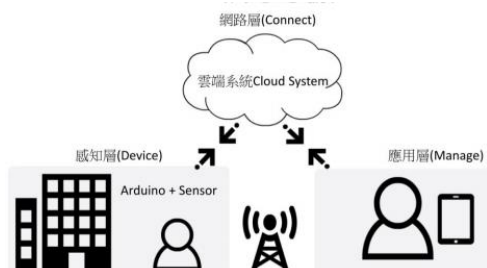 網路層(Connect)
雲端系統Cloud System
感知層(Device)
應用層(Manage)
Arduino + Sensor